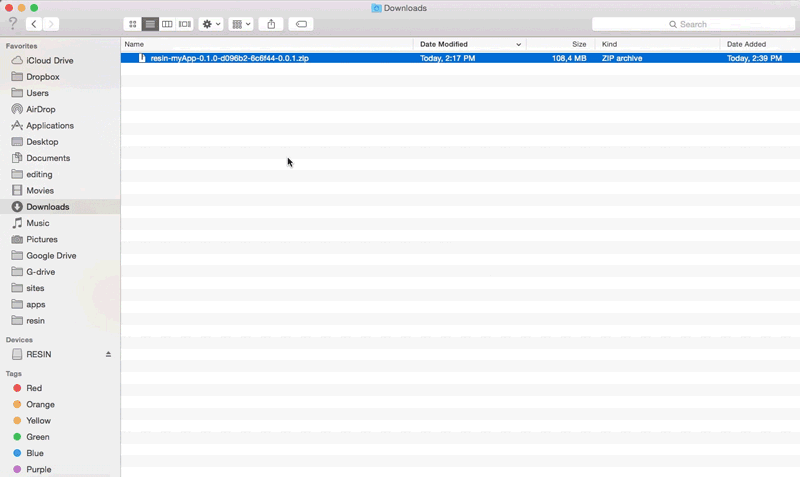 Downloads
?
Search
Favorites
iCloud Drive
Dropbox
Users
AirDrop
Applications
Desktop
Documents
editing
Movies
Downloads
Music
Pictures
Google Drive
G-drive
sites
apps
resin
Devices
RESIN
Tags
Red
Orange
Yellow
Green
Blue
Purple
Name Date Modified Size Kind Date Added
resin-myApp-0.1.0-d096b2-6c6f44-0.0.1.zip Today, 2:17 PM 108,4 MB ZIP archive Today, 2:39 PM